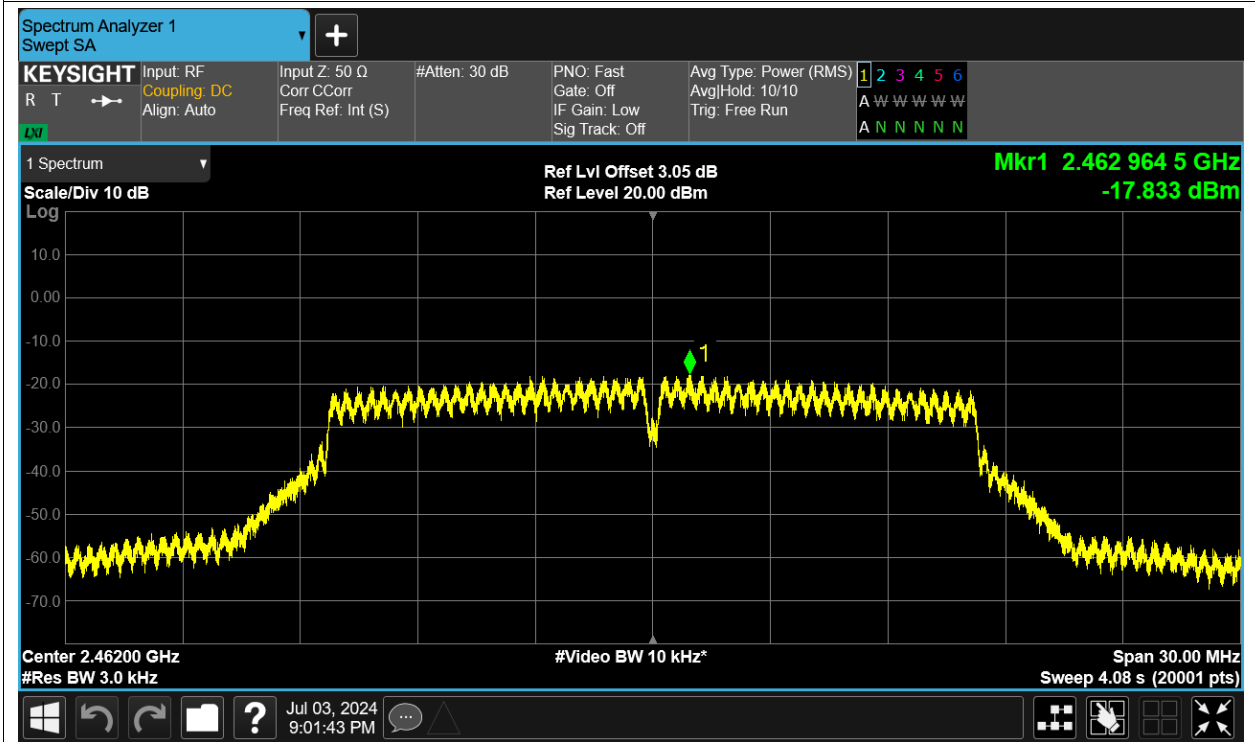 Spectrum Analyzer 1
Swept SA
+
KEYSIGHT
R T
LXI
Input: RF
Coupling: DC
Align: Auto
Input Z: 50 Ω
Corr CCorr
Freq Ref: Int (S)
#Atten: 30 dB
PNO: Fast
Gate: Off
IF Gain: Low
Sig Track: Off
Avg Type: Power (RMS)
Avg|Hold: 10/10
Trig: Free Run
1 2 3 4 5 6
A W W W W W
A N N N N N
1 Spectrum
Scale/Div 10 dB
Log
Ref Lvl Offset 3.05 dB
Ref Level 20.00 dBm
Mkr1 2.462 964 5 GHz
-17.833 dBm
10.0
0.00
-10.0
-20.0
-30.0
-40.0
-50.0
-60.0
-70.0
1
Center 2.46200 GHz
#Res BW 3.0 kHz
#Video BW 10 kHz*
Span 30.00 MHz
Sweep 4.08 s (20001 pts)
?
Jul 03, 2024
9:01:43 PM